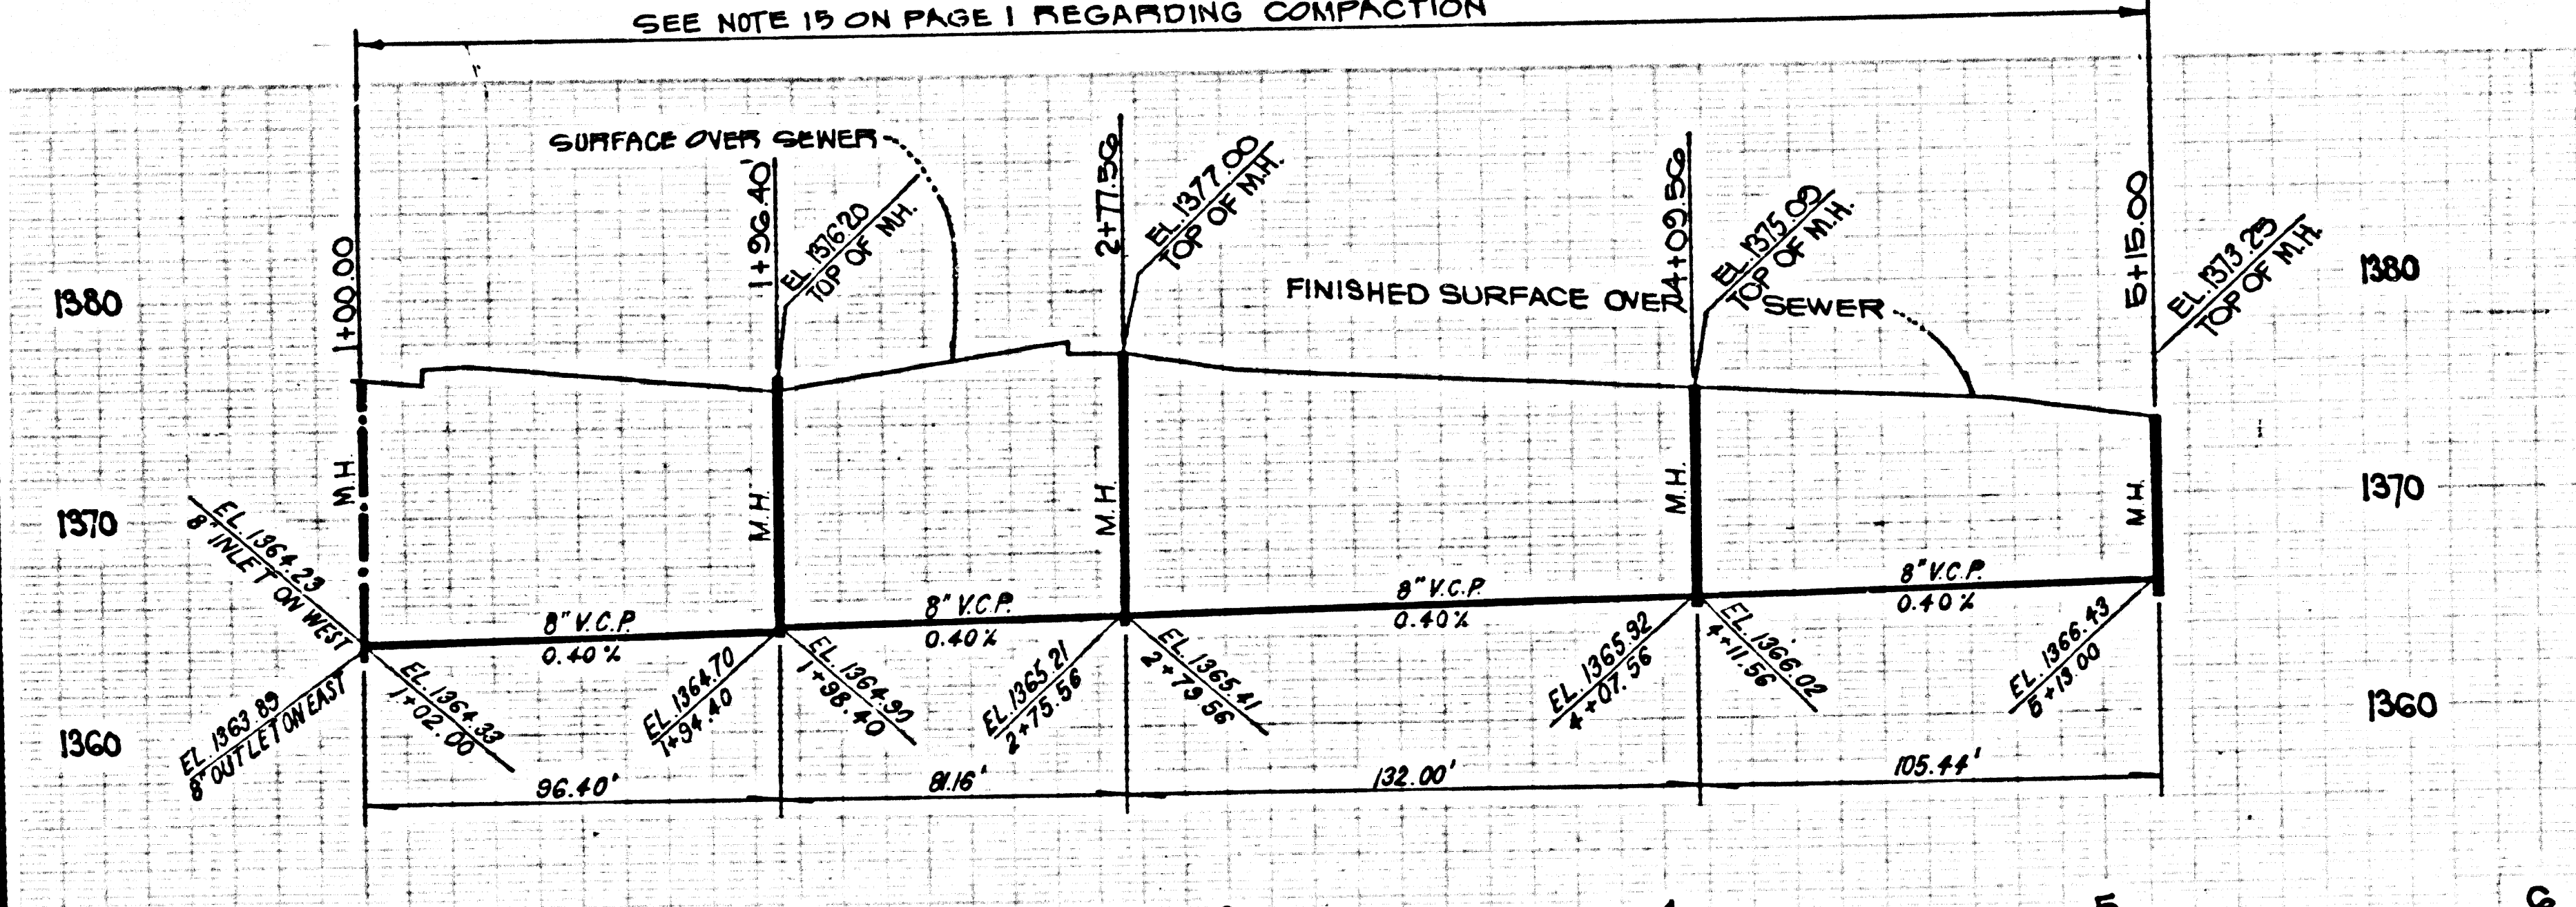 SEE NOTE 15 ON PAGE 1 REGARDING COMPACTION
SURFACE OVER SEWER
1+00.00
1+96.40
EL. 1376.20
TOP OF M.H.
2+77.56
EL. 1377.00
TOP OF M.H.
FINISHED SURFACE OVER SEWER
4+09.56
EL. 1375.09
TOP OF M.H.
5+15.00
EL. 1373.29
TOP OF M.H.
1380
1380
1370
1370
1360
1360
M.H.
M.H.
M.H.
M.H.
M.H.
EL. 1364.23
8" INLET ON WEST
EL. 1363.89
8" OUTLET ON EAST
8" V.C.P.
0.40%
8" V.C.P.
0.40%
8" V.C.P.
0.40%
8" V.C.P.
0.40%
EL. 1364.33
1+02.00
EL. 1364.70
1+94.40
EL. 1364.90
1+98.40
EL. 1365.21
2+75.56
EL. 1365.41
2+79.56
EL. 1365.92
4+07.56
EL. 1366.02
4+11.56
EL. 1366.43
5+13.00
96.40'
81.16'
132.00'
105.44'